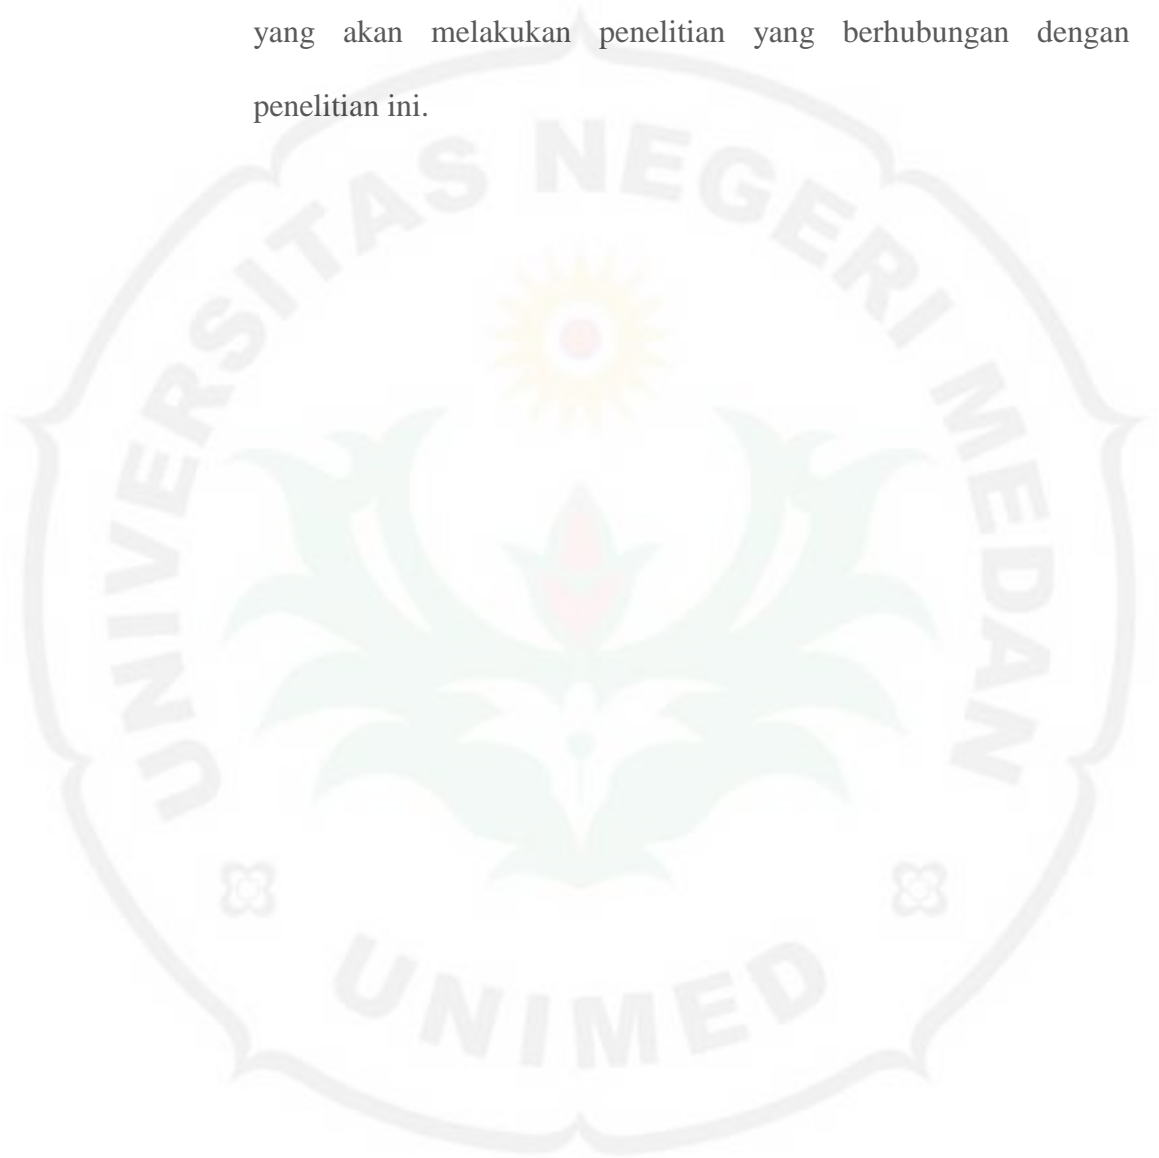 yang akan melakukan penelitian yang berhubungan dengan
penelitian ini.
UNIVERSITAS NEGERI MEDAN
UNIMED